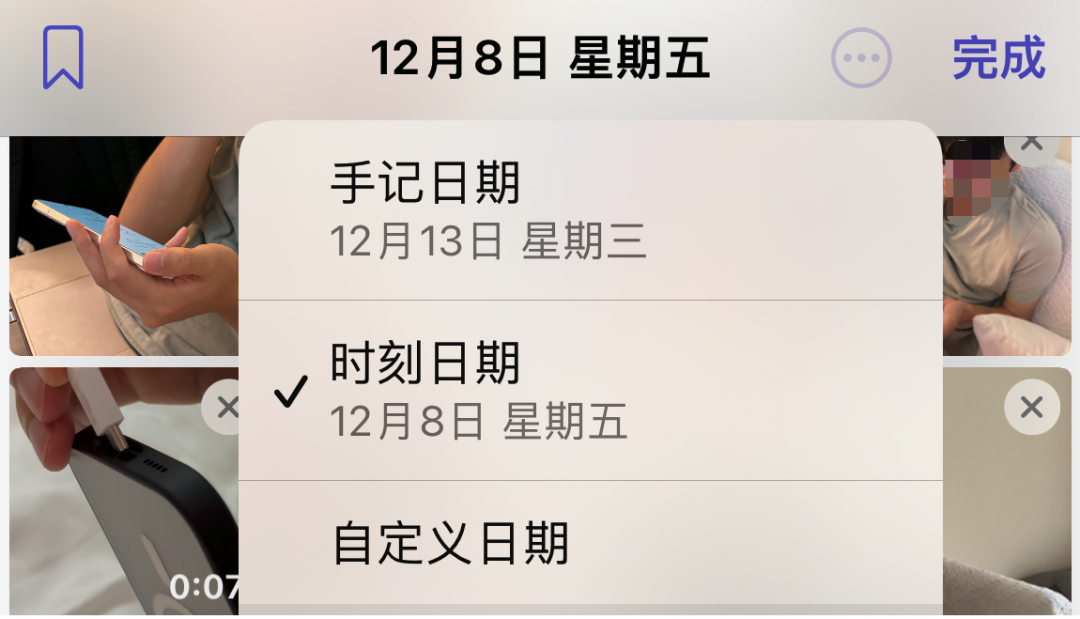 12月8日 星期五
完成
手记日期
12月13日 星期三
时刻日期
12月8日 星期五
自定义日期
0:07